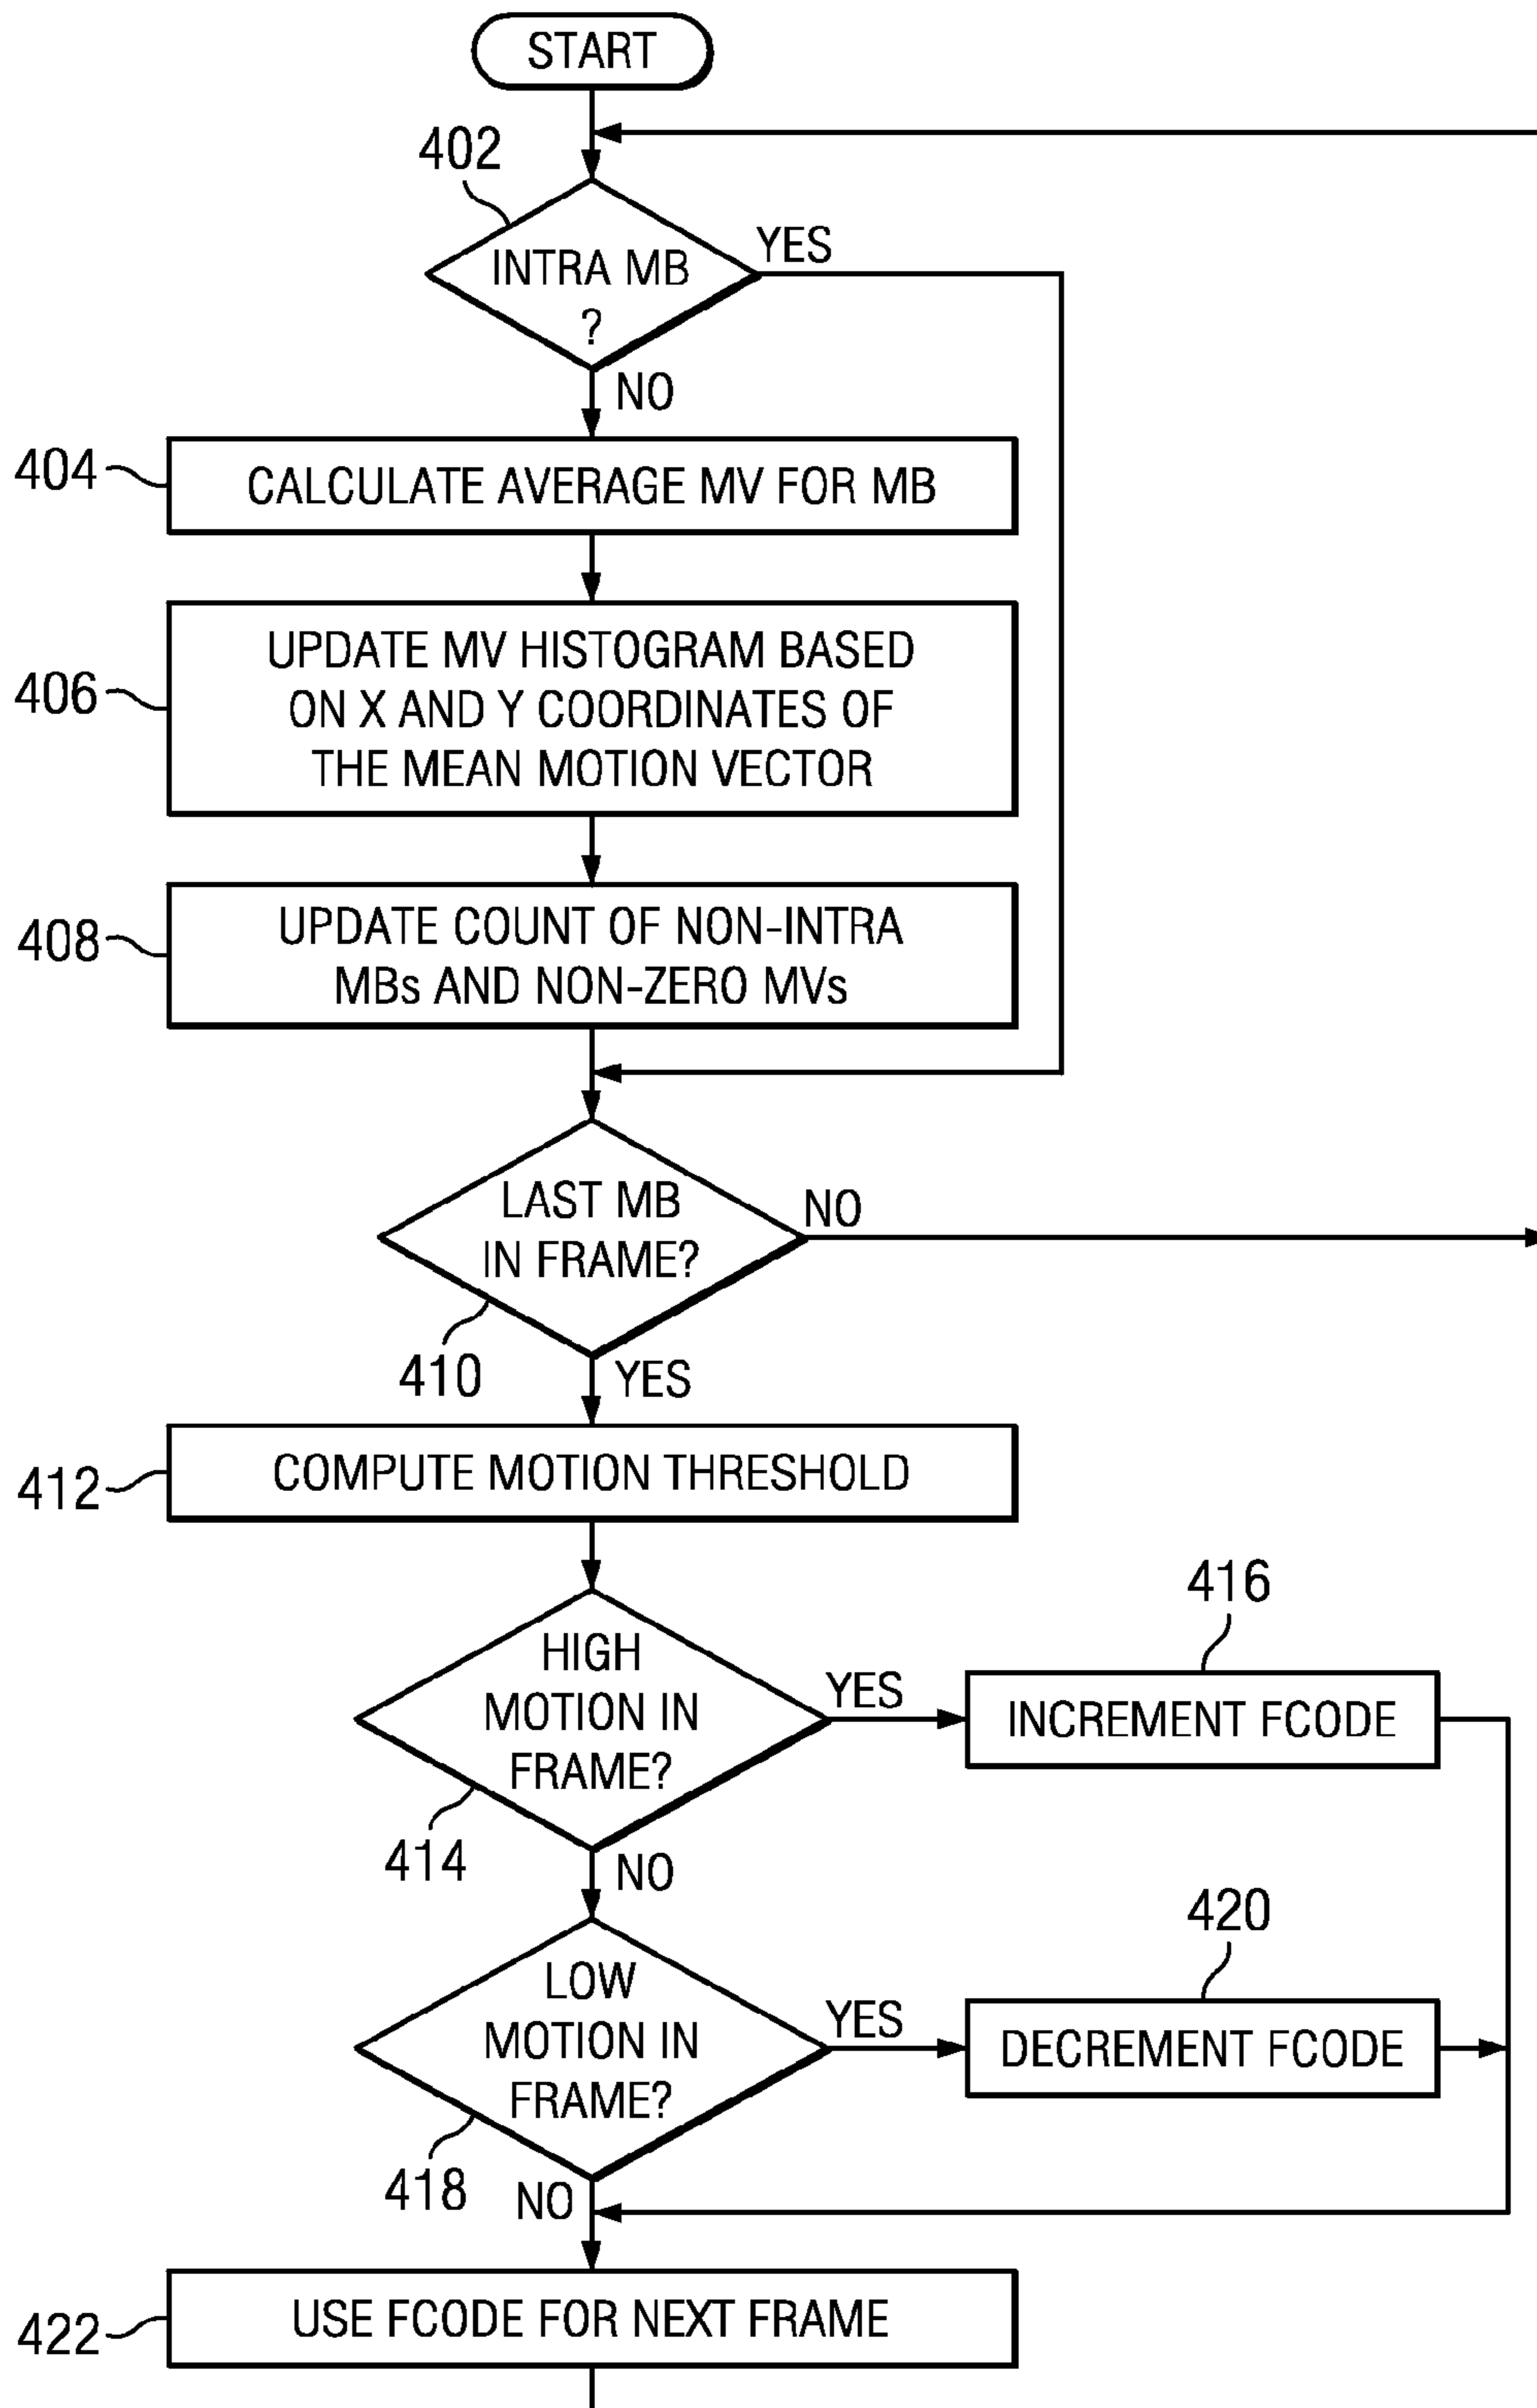 START
402
INTRA MB
?
YES
NO
404
CALCULATE AVERAGE MV FOR MB
406
UPDATE MV HISTOGRAM BASED
ON X AND Y COORDINATES OF
THE MEAN MOTION VECTOR
408
UPDATE COUNT OF NON-INTRA
MBs AND NON-ZERO MVs
LAST MB
IN FRAME?
NO
410
YES
412
COMPUTE MOTION THRESHOLD
HIGH
MOTION IN
FRAME?
YES
416
INCREMENT FCODE
414
NO
LOW
MOTION IN
FRAME?
YES
420
DECREMENT FCODE
418
NO
422
USE FCODE FOR NEXT FRAME